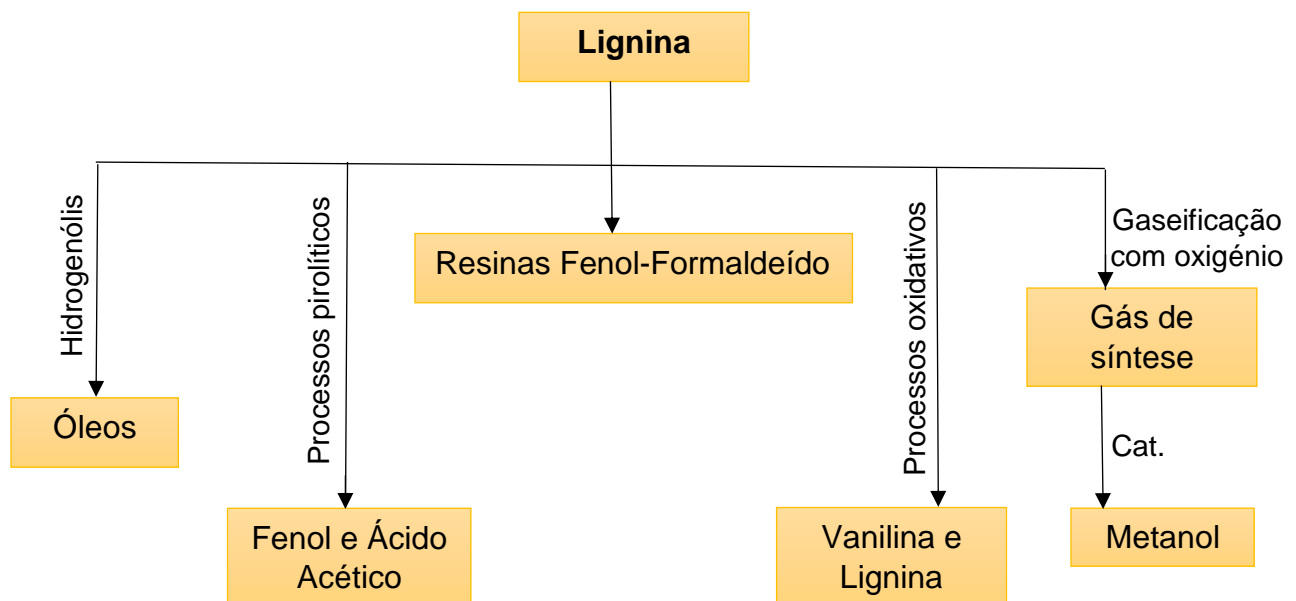 Lignina
Hidrogenólis
Processos pirolíticos
Resinas Fenol-Formaldeído
Processos oxidativos
Gaseificação
com oxigénio
Gás de
síntese
Óleos
Cat.
Fenol e Ácido
Acético
Vanilina e
Lignina
Metanol